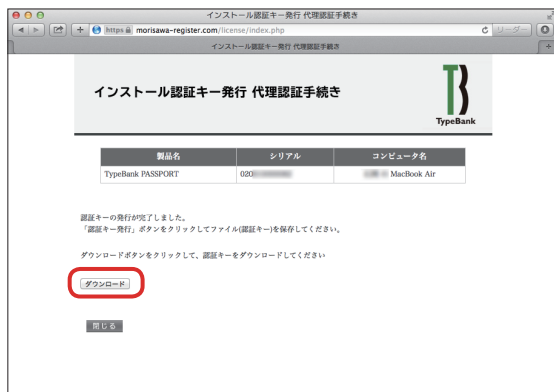 インストール認証キー発行 代理認証手続き
https morisawa-register.com/license/index.php
リーダー
インストール認証キー発行 代理認証手続き
インストール認証キー発行 代理認証手続き
TypeBank
製品名 シリアル コンピュータ名
TypeBank PASSPORT 020 MacBook Air
認証キーの発行が完了しました。
「認証キー発行」ボタンをクリックしてファイル(認証キー)を保存してください。
ダウンロードボタンをクリックして、認証キーをダウンロードしてください
ダウンロード
閉じる